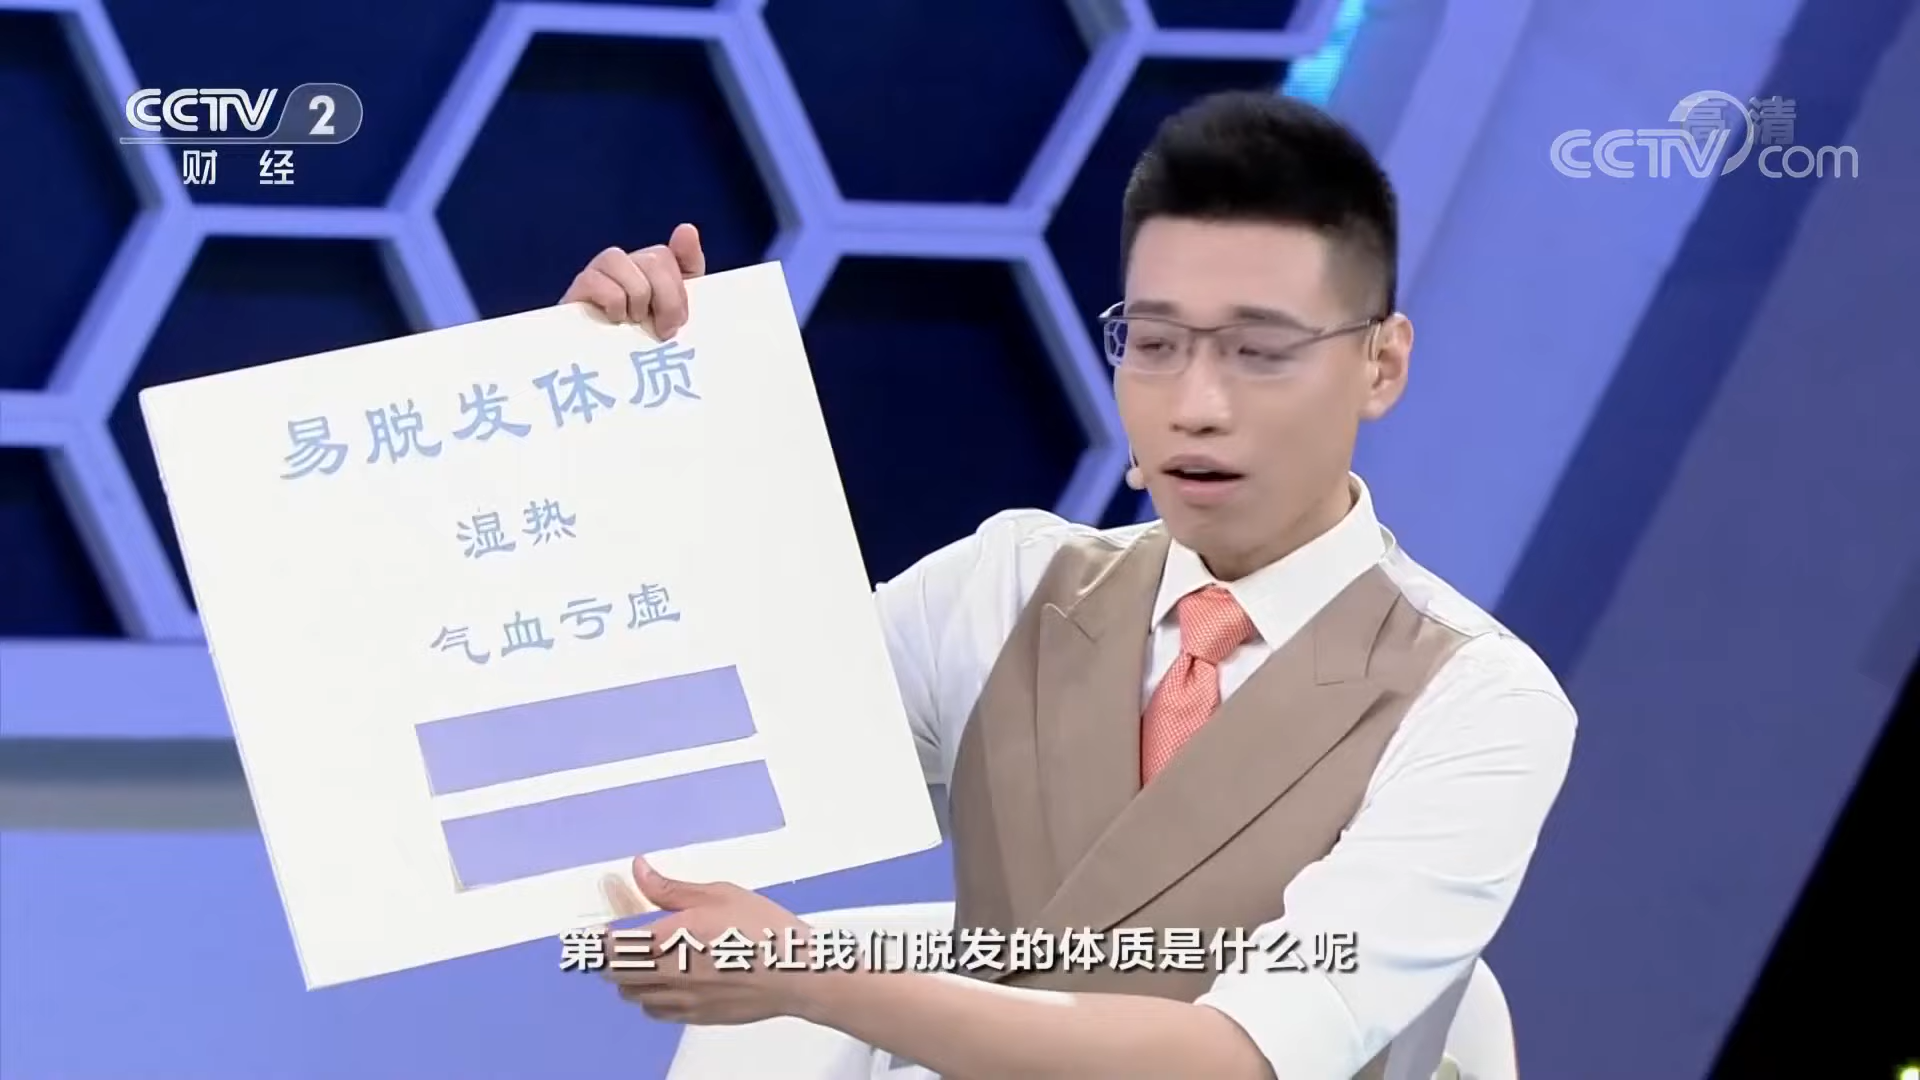 CCTV 2
财 经
高清
CCTV.com
易脱发体质
湿热
气血亏虚
第三个会让我们脱发的体质是什么呢